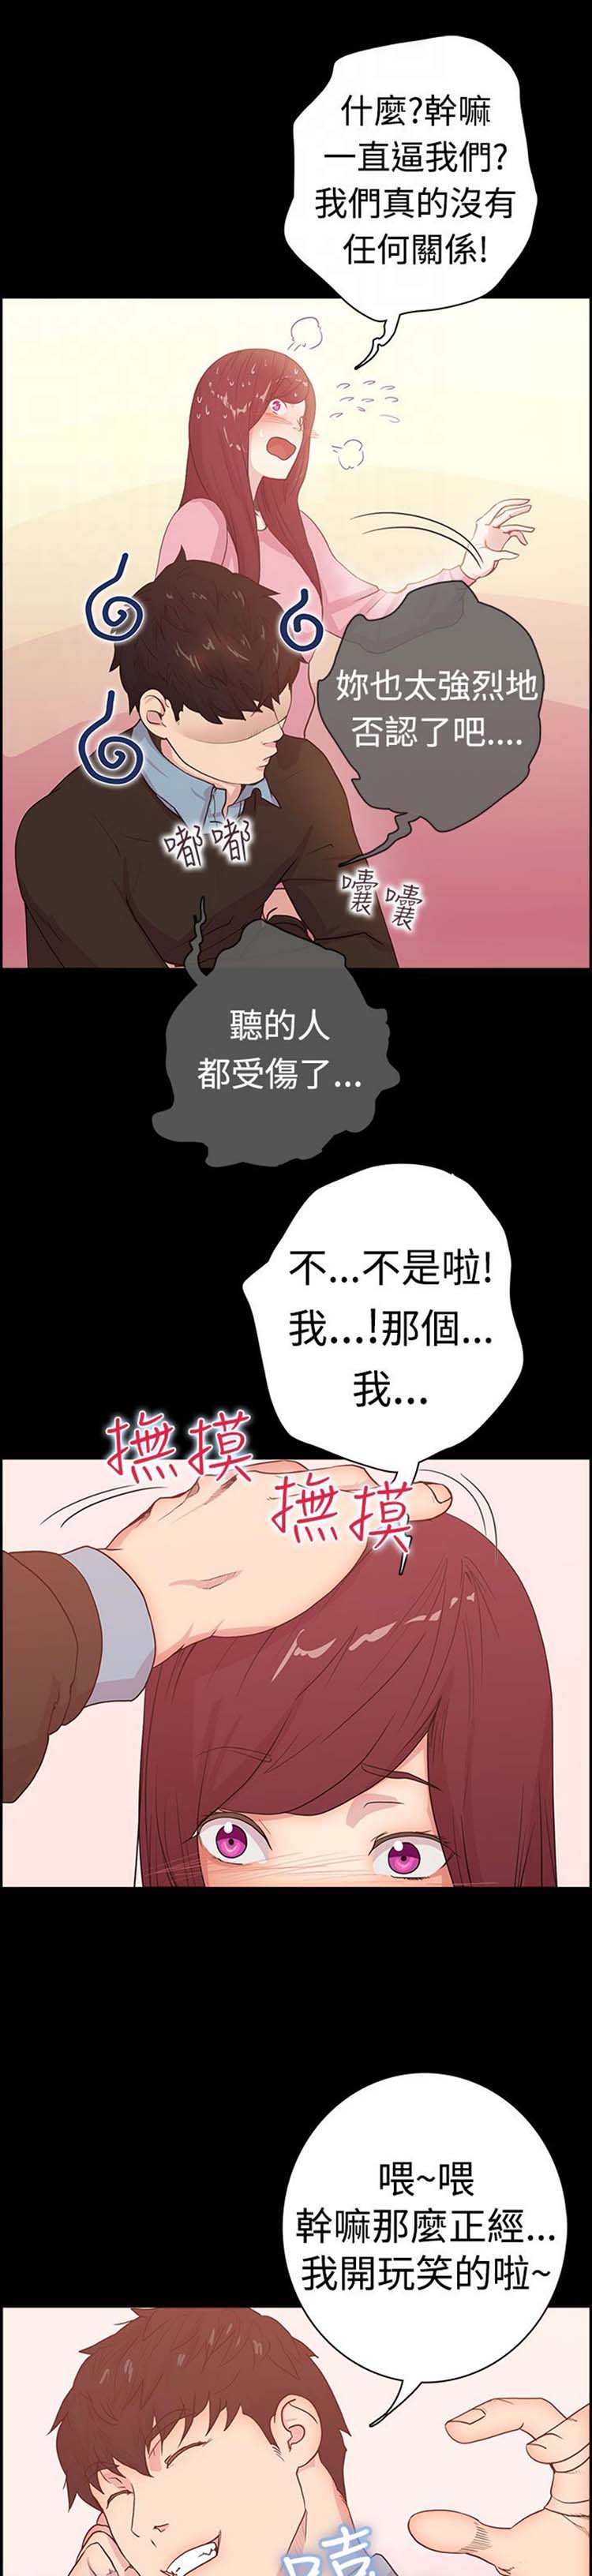 什麼?幹嘛
一直逼我們?
我們真的沒有
任何關係!
妳也太強烈地
否認了吧....
嘟嘟
囔囔
聽的人
都受傷了...
不...不是啦!
我...!那個...
我...
撫摸
撫摸
喂~喂
幹嘛那麼正經...
我開玩笑的啦~